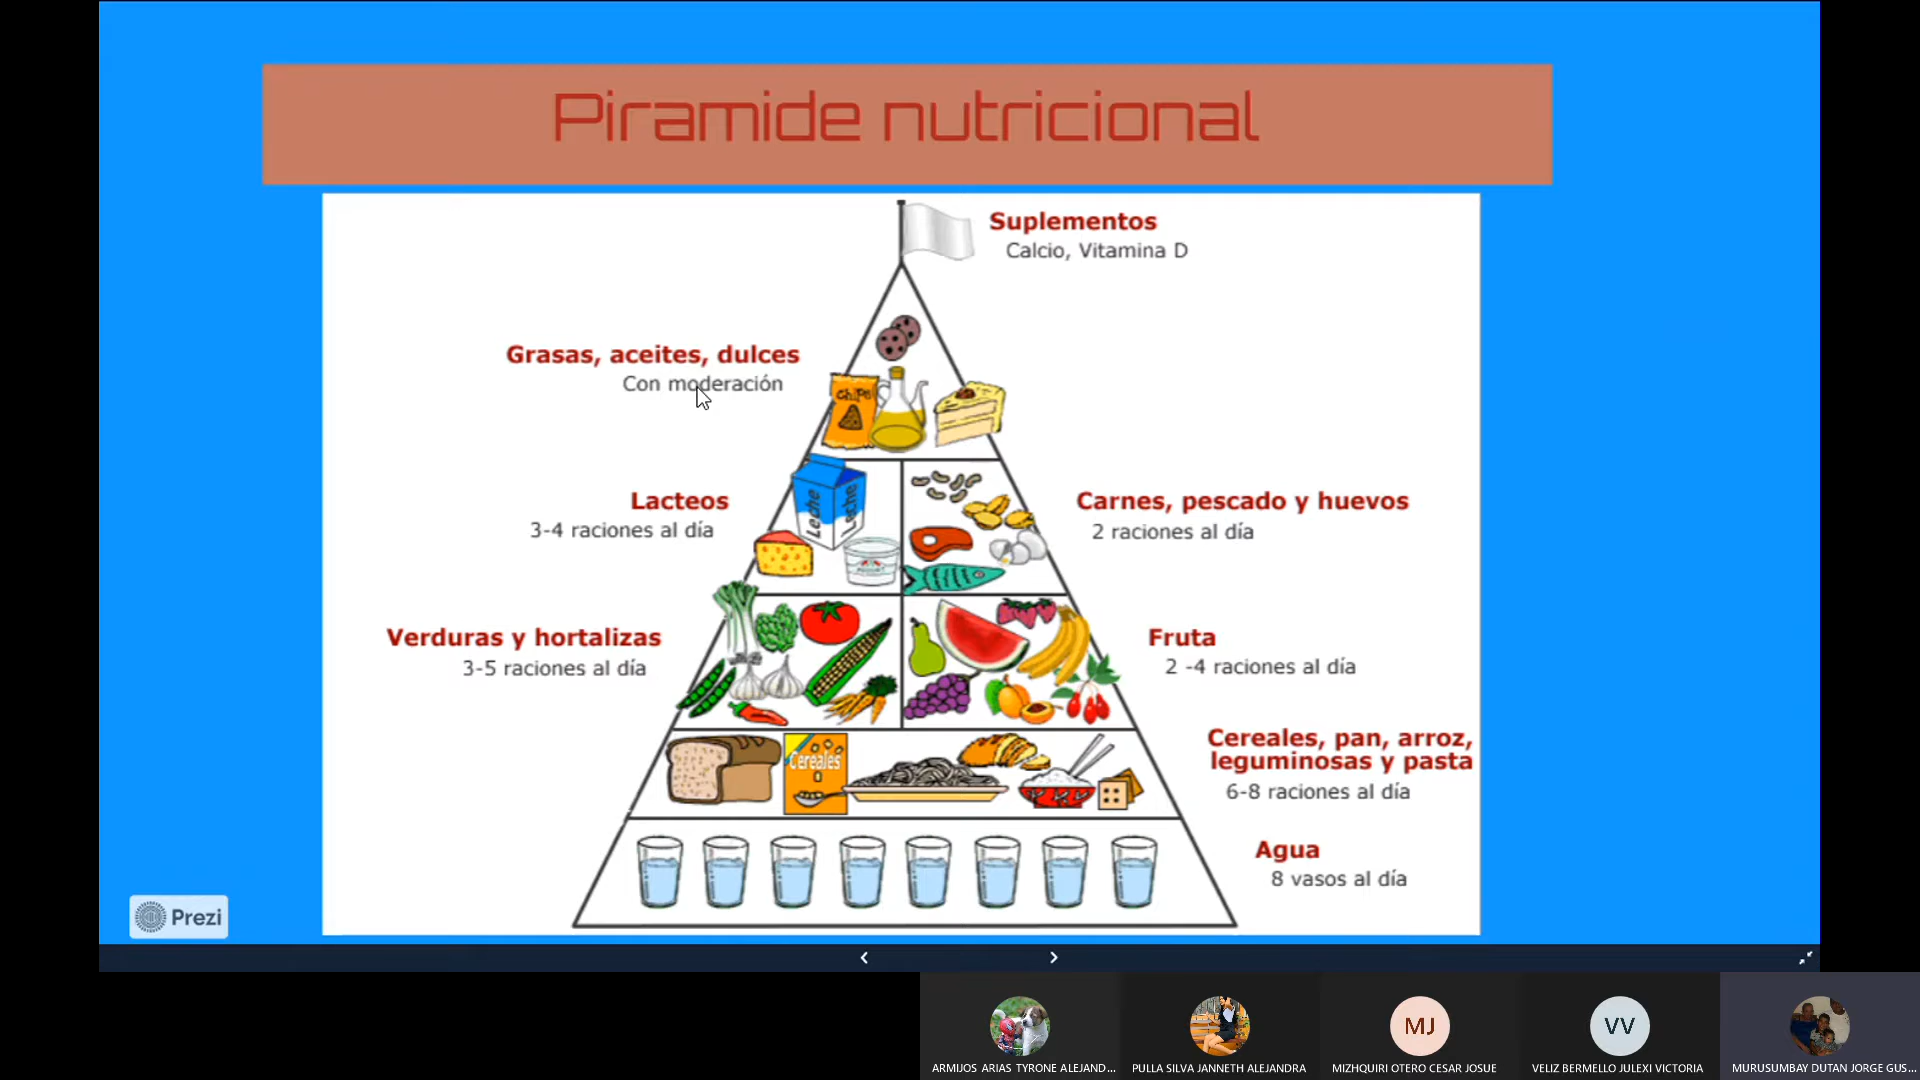 Piramide nutricional
Suplementos
Calcio, Vitamina D
Grasas, aceites, dulces
Con moderación
Chips
Lacteos
3-4 raciones al día
Leche
Leche
Carnes, pescado y huevos
2 raciones al día
Verduras y hortalizas
3-5 raciones al día
Fruta
2 -4 raciones al día
Cereales
Cereales, pan, arroz,
leguminosas y pasta
6-8 raciones al día
Agua
8 vasos al día
Prezi
MJ
VV
ARMIJOS ARIAS TYRONE ALEJAND...
PULLA SILVA JANNETH ALEJANDRA
MIZHQUIRI OTERO CESAR JOSUE
VELIZ BERMELLO JULEXI VICTORIA
MURUSUMBAY DUTAN JORGE GUS...